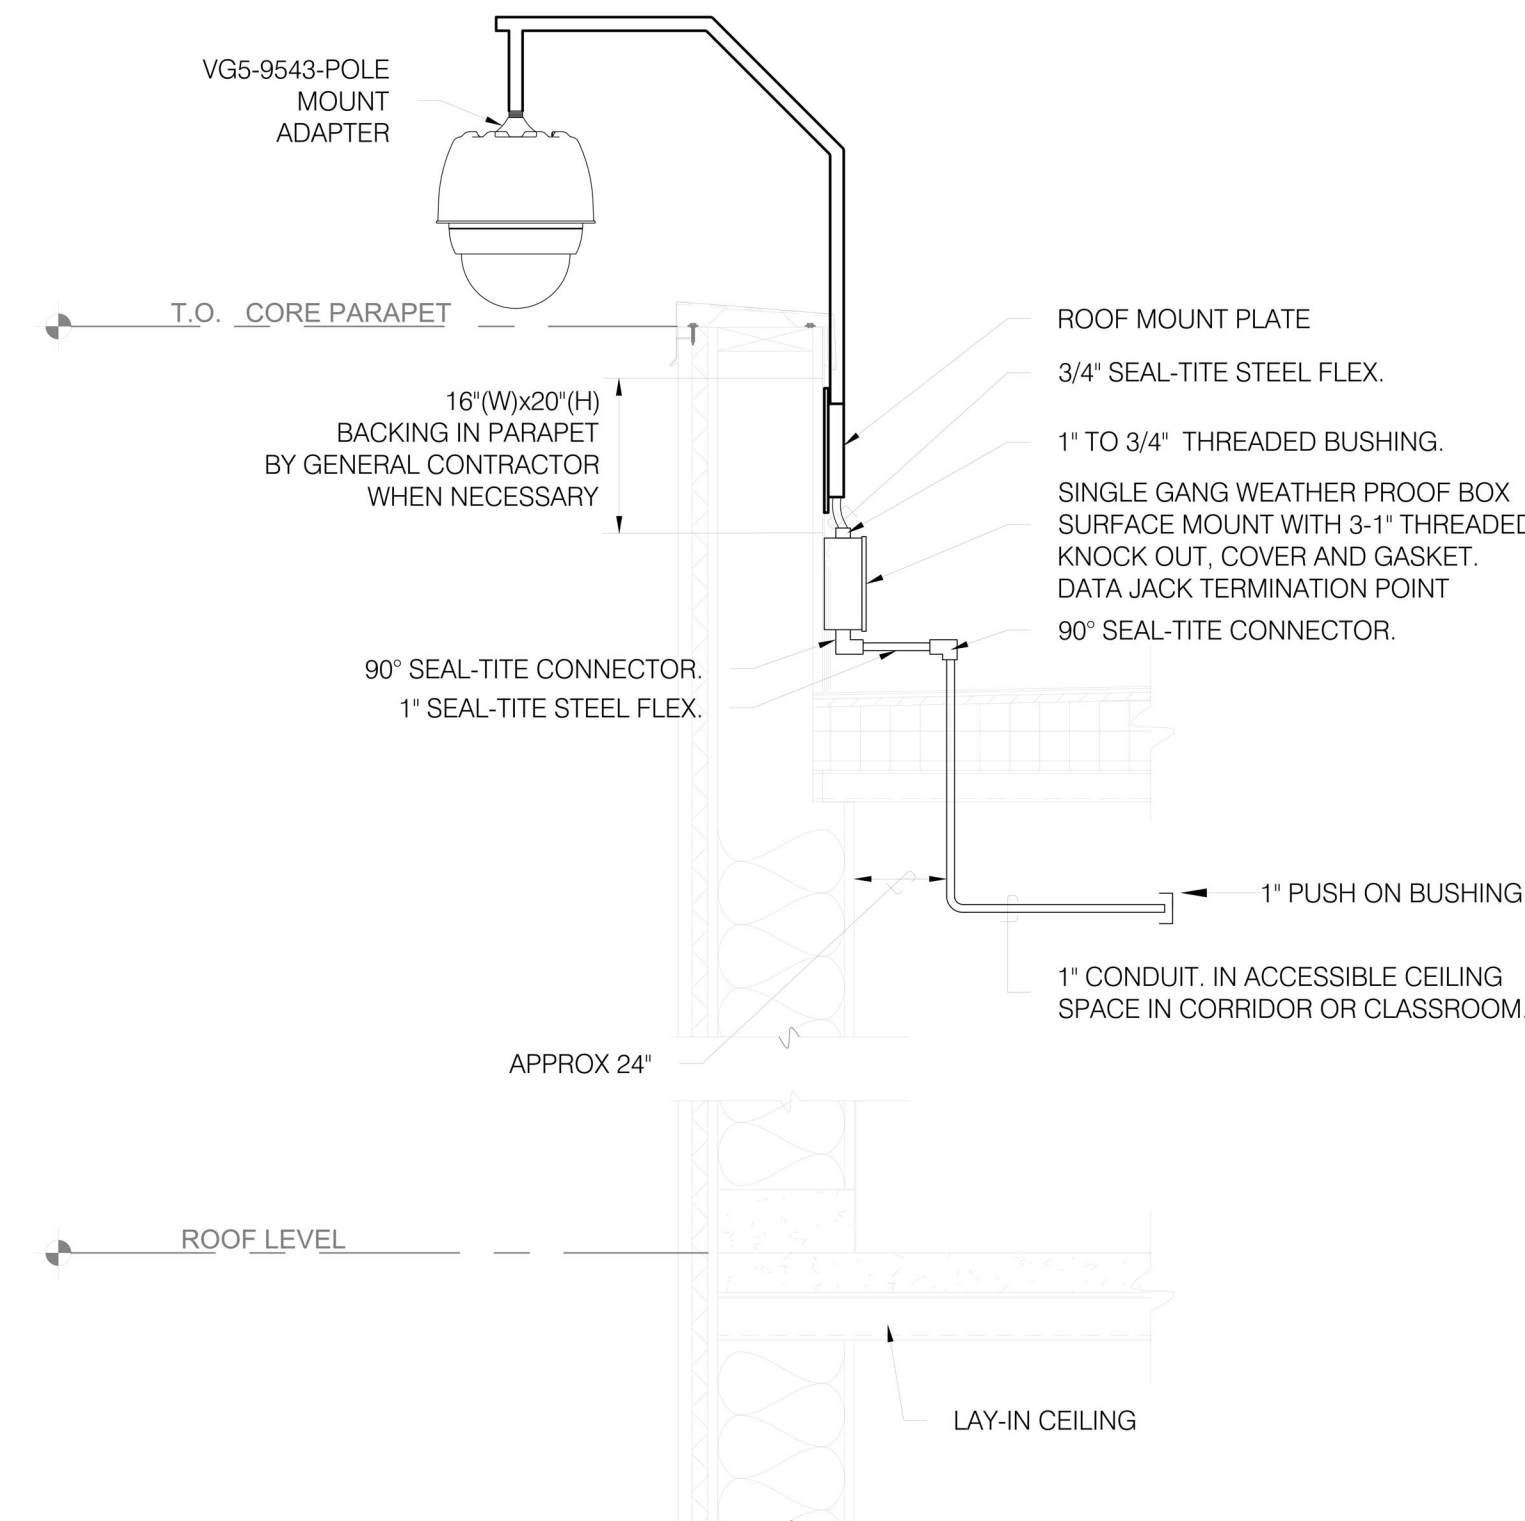 VG5-9543-POLE
MOUNT
ADAPTER
T.O. CORE PARAPET
16"(W)x20"(H)
BACKING IN PARAPET
BY GENERAL CONTRACTOR
WHEN NECESSARY
ROOF MOUNT PLATE
3/4" SEAL-TITE STEEL FLEX.
1" TO 3/4" THREADED BUSHING.
SINGLE GANG WEATHER PROOF BOX
SURFACE MOUNT WITH 3-1" THREADED
KNOCK OUT, COVER AND GASKET.
DATA JACK TERMINATION POINT
90° SEAL-TITE CONNECTOR.
90° SEAL-TITE CONNECTOR.
1" SEAL-TITE STEEL FLEX.
1" PUSH ON BUSHING
1" CONDUIT. IN ACCESSIBLE CEILING
SPACE IN CORRIDOR OR CLASSROOM.
APPROX 24"
ROOF LEVEL
LAY-IN CEILING